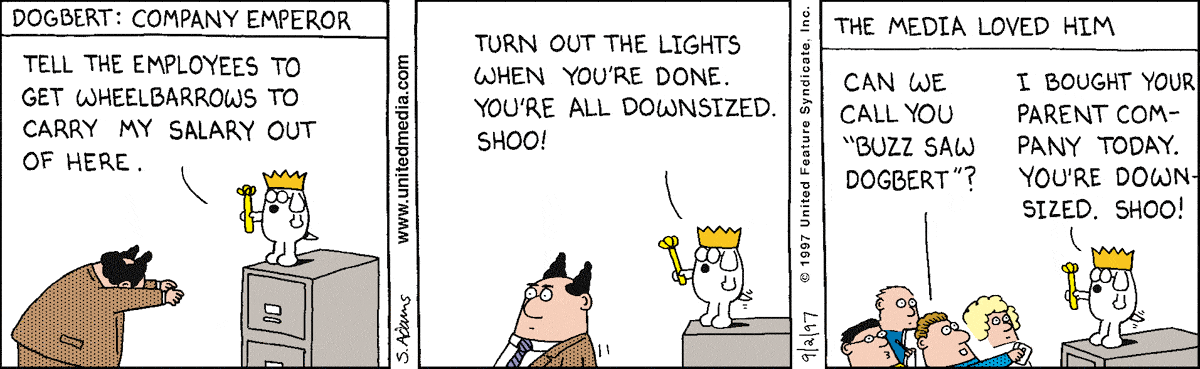 DOGBERT: COMPANY EMPEROR
TELL THE EMPLOYEES TO
GET WHEELBARROWS TO
CARRY MY SALARY OUT
OF HERE.
S. Adams
www.unitedmedia.com
TURN OUT THE LIGHTS
WHEN YOU'RE DONE.
YOU'RE ALL DOWNSIZED.
SHOO!
9/2/97 © 1997 United Feature Syndicate, Inc.
THE MEDIA LOVED HIM
CAN WE
CALL YOU
"BUZZ SAW
DOGBERT"?
I BOUGHT YOUR
PARENT COM-
PANY TODAY.
YOU'RE DOWN-
SIZED. SHOO!